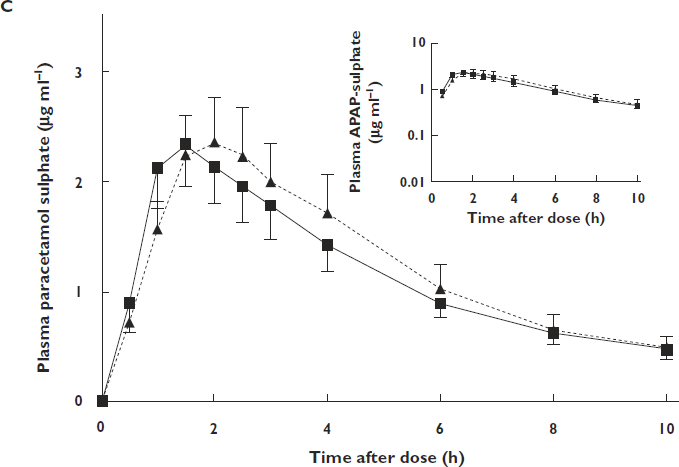 C
Plasma paracetamol sulphate (µg ml⁻¹)
3
2
1
0
0 2 4 6 8 10
Time after dose (h)
Plasma APAP-sulphate
(µg ml⁻¹)
10
1
0.1
0.01
0 2 4 6 8 10
Time after dose (h)